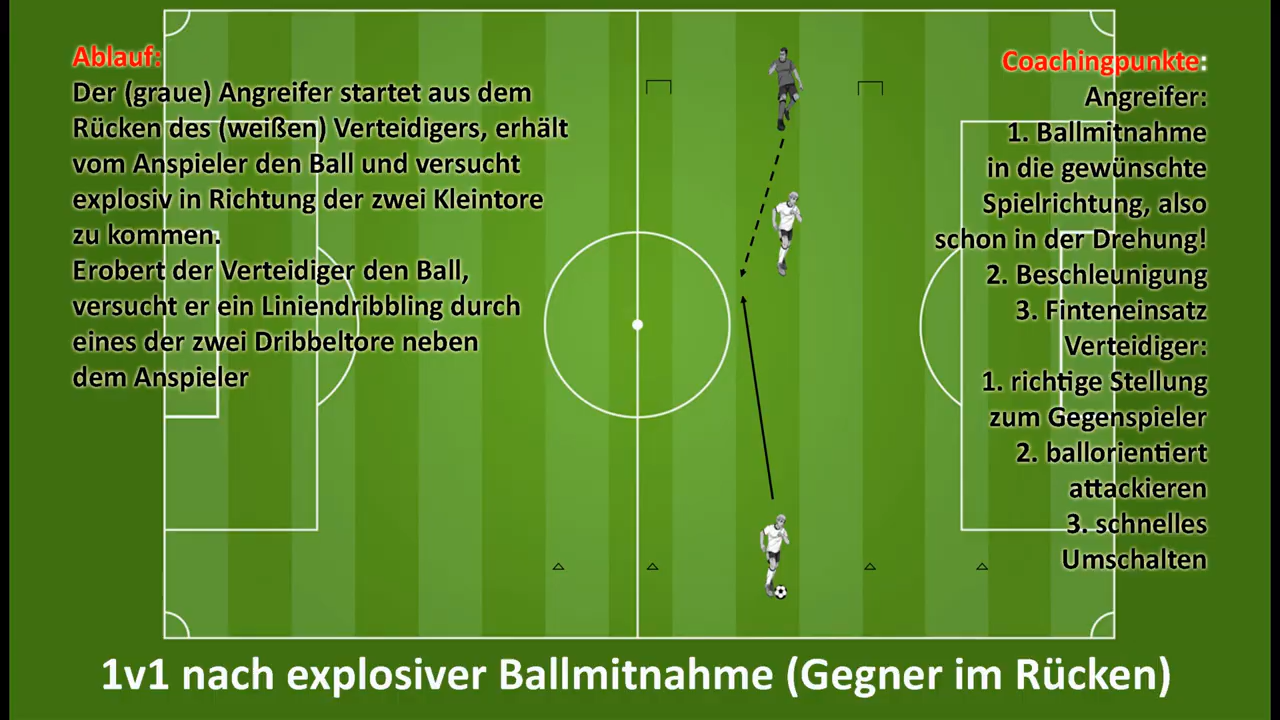 Ablauf:
Der (graue) Angreifer startet aus dem
Rücken des (weißen) Verteidigers, erhält
vom Anspieler den Ball und versucht
explosiv in Richtung der zwei Kleintore
zu kommen.
Erobert der Verteidiger den Ball,
versucht er ein Liniendribbling durch
eines der zwei Dribbeltore neben
dem Anspieler
Coachingpunkte:
Angreifer:
1. Ballmitnahme
in die gewünschte
Spielrichtung, also
schon in der Drehung!
2. Beschleunigung
3. Finteneinsatz
Verteidiger:
1. richtige Stellung
zum Gegenspieler
2. ballorientiert
attackieren
3. schnelles
Umschalten
1v1 nach explosiver Ballmitnahme (Gegner im Rücken)